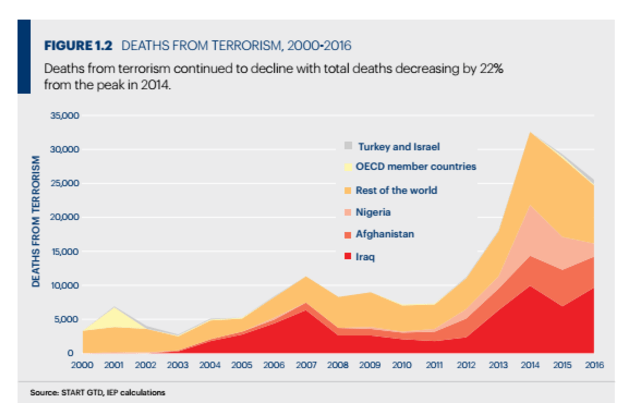 FIGURE 1.2 DEATHS FROM TERRORISM, 2000-2016
Deaths from terrorism continued to decline with total deaths decreasing by 22%
from the peak in 2014.
35,000
30,000
25,000
20,000
15,000
10,000
5,000
0
DEATHS FROM TERRORISM
Turkey and Israel
OECD member countries
Rest of the world
Nigeria
Afghanistan
Iraq
2000 2001 2002 2003 2004 2005 2006 2007 2008 2009 2010 2011 2012 2013 2014 2015 2016
Source: START GTD, IEP calculations